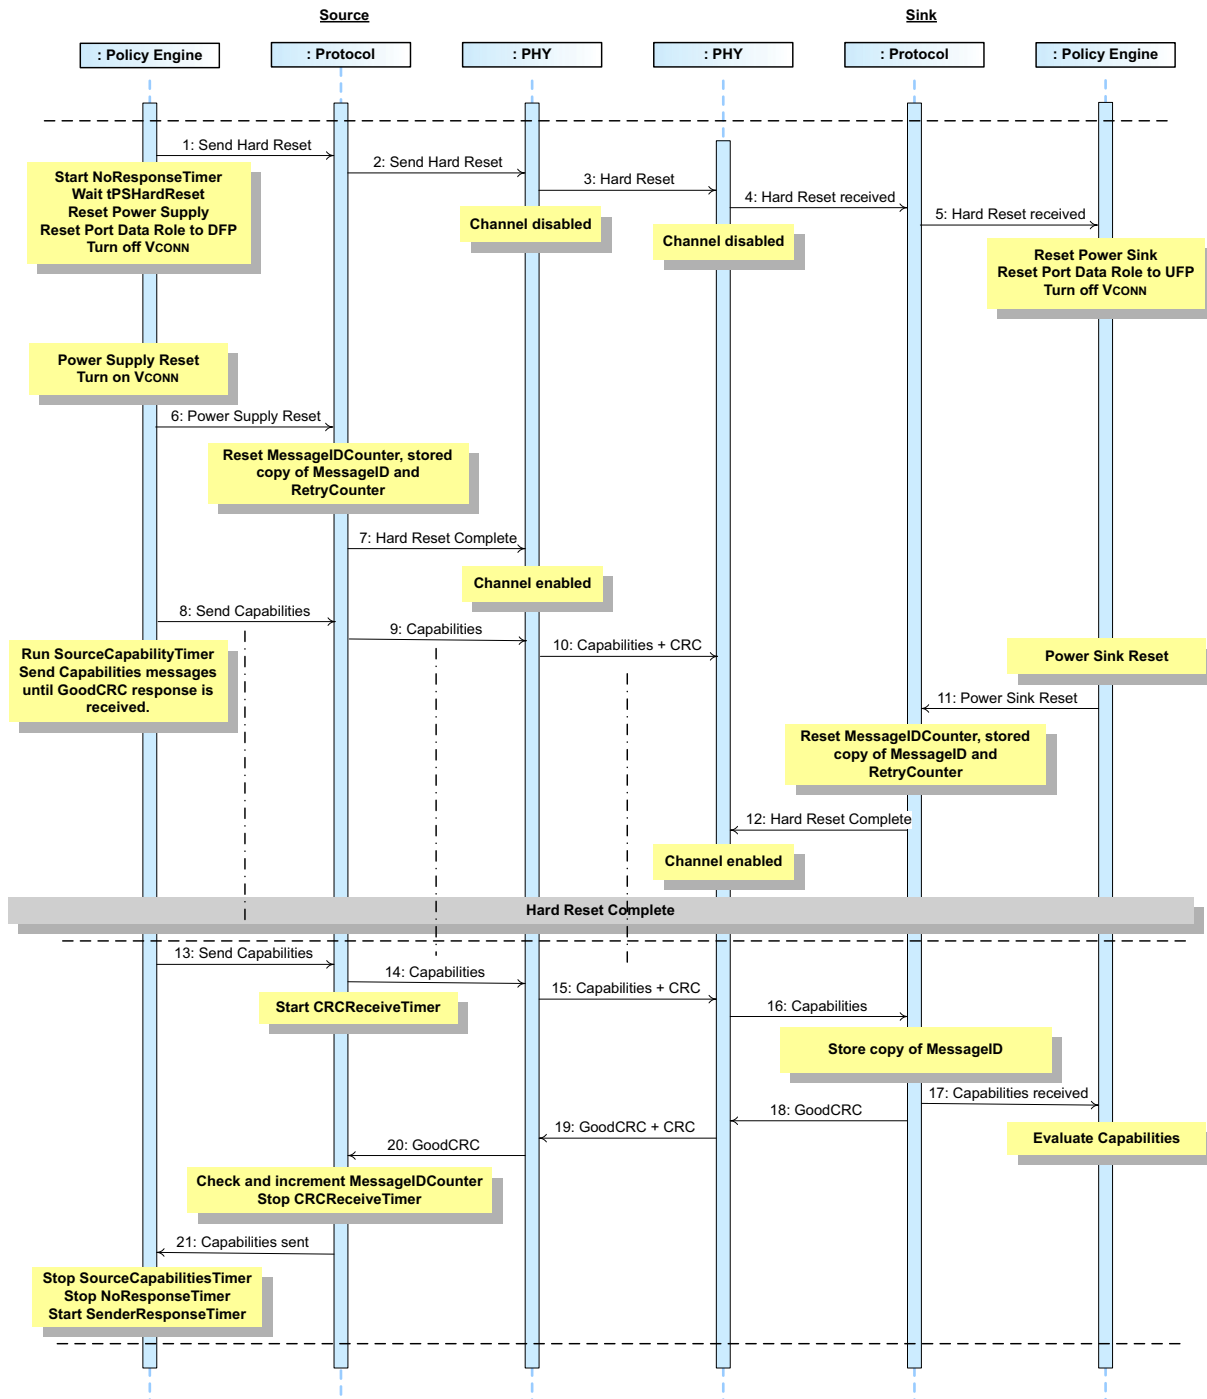 Source
Sink
: Policy Engine
: Protocol
: PHY
: PHY
: Protocol
: Policy Engine
1: Send Hard Reset
2: Send Hard Reset
3: Hard Reset
4: Hard Reset received
5: Hard Reset received
Start NoResponseTimer
Wait tPSHardReset
Reset Power Supply
Reset Port Data Role to DFP
Turn off VCONN
Channel disabled
Channel disabled
Reset Power Sink
Reset Port Data Role to UFP
Turn off VCONN
Power Supply Reset
Turn on VCONN
6: Power Supply Reset
Reset MessageIDCounter, stored
copy of MessageID and
RetryCounter
7: Hard Reset Complete
Channel enabled
8: Send Capabilities
9: Capabilities
10: Capabilities + CRC
Run SourceCapabilityTimer
Send Capabilities messages
until GoodCRC response is
received.
Power Sink Reset
11: Power Sink Reset
Reset MessageIDCounter, stored
copy of MessageID and
RetryCounter
12: Hard Reset Complete
Channel enabled
Hard Reset Complete
13: Send Capabilities
14: Capabilities
15: Capabilities + CRC
16: Capabilities
Start CRCReceiveTimer
Store copy of MessageID
17: Capabilities received
18: GoodCRC
19: GoodCRC + CRC
20: GoodCRC
Evaluate Capabilities
Check and increment MessageIDCounter
Stop CRCReceiveTimer
21: Capabilities sent
Stop SourceCapabilitiesTimer
Stop NoResponseTimer
Start SenderResponseTimer